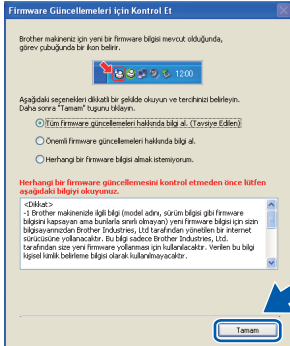 Firmware Güncellemeleri için Kontrol Et
Brother makineniz için yeni bir firmware bilgisi mevcut olduğunda,
görev çubuğunda bir ikon belirir.
12:00
Aşağıdaki seçenekleri dikkatli bir şekilde okuyun ve tercihinizi belirleyin.
Daha sonra "Tamam" tuşunu tıklayın.
Tüm firmware güncellemeleri hakkında bilgi al. (Tavsiye Edilen)
Önemli firmware güncellemeleri hakkında bilgi al.
Herhangi bir firmware bilgisi almak istemiyorum.
Herhangi bir firmware güncellemesini kontrol etmeden önce lütfen
aşağıdaki bilgiyi okuyunuz.
<Dikkat>
-1 Brother makinenizle ilgili bilgi (model adını, sürüm bilgisi gibi firmware
bilgisini kapsayan ama bunlarla sınırlı olmayan) yeni firmware bilgisi için sizin
bilgisayarınızdan Brother Industries, Ltd tarafından yönetilen bir internet
sürücüsüne yollanacaktır. Bu bilgi sadece Brother Industries, Ltd.
tarafından size yeni firmware yollanması için kullanılacaktır. Verilen bu bilgi
kişisel kimlik belirleme bilgisi olarak kullanılmayacaktır.
Tamam